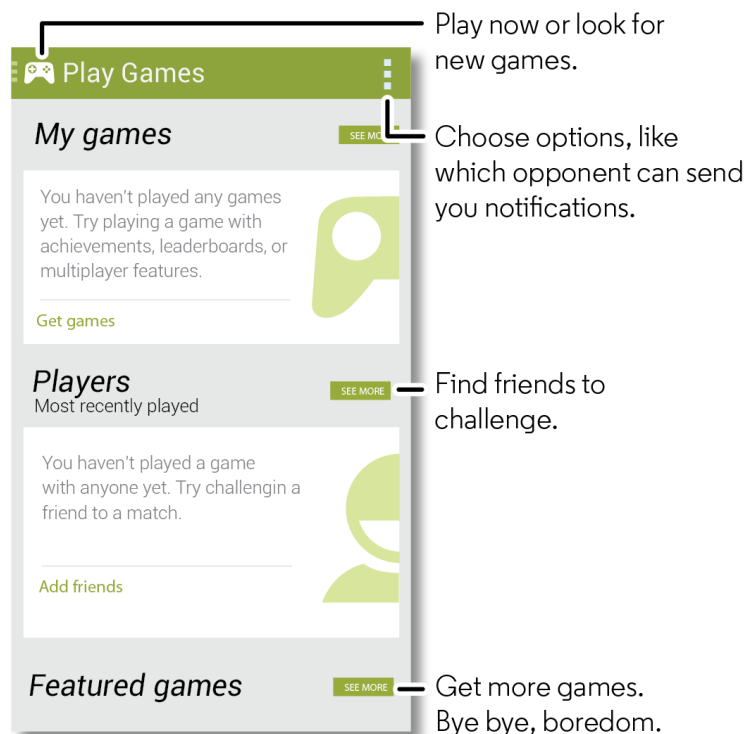 Play now or look for
new games.
Play Games
My games
SEE MO
Choose options, like
which opponent can send
you notifications.
You haven't played any games
yet. Try playing a game with
achievements, leaderboards, or
multiplayer features.
Get games
Players
Most recently played
SEE MORE
Find friends to
challenge.
You haven't played a game
with anyone yet. Try challengin a
friend to a match.
Add friends
Featured games
SEE MORE
Get more games.
Bye bye, boredom.